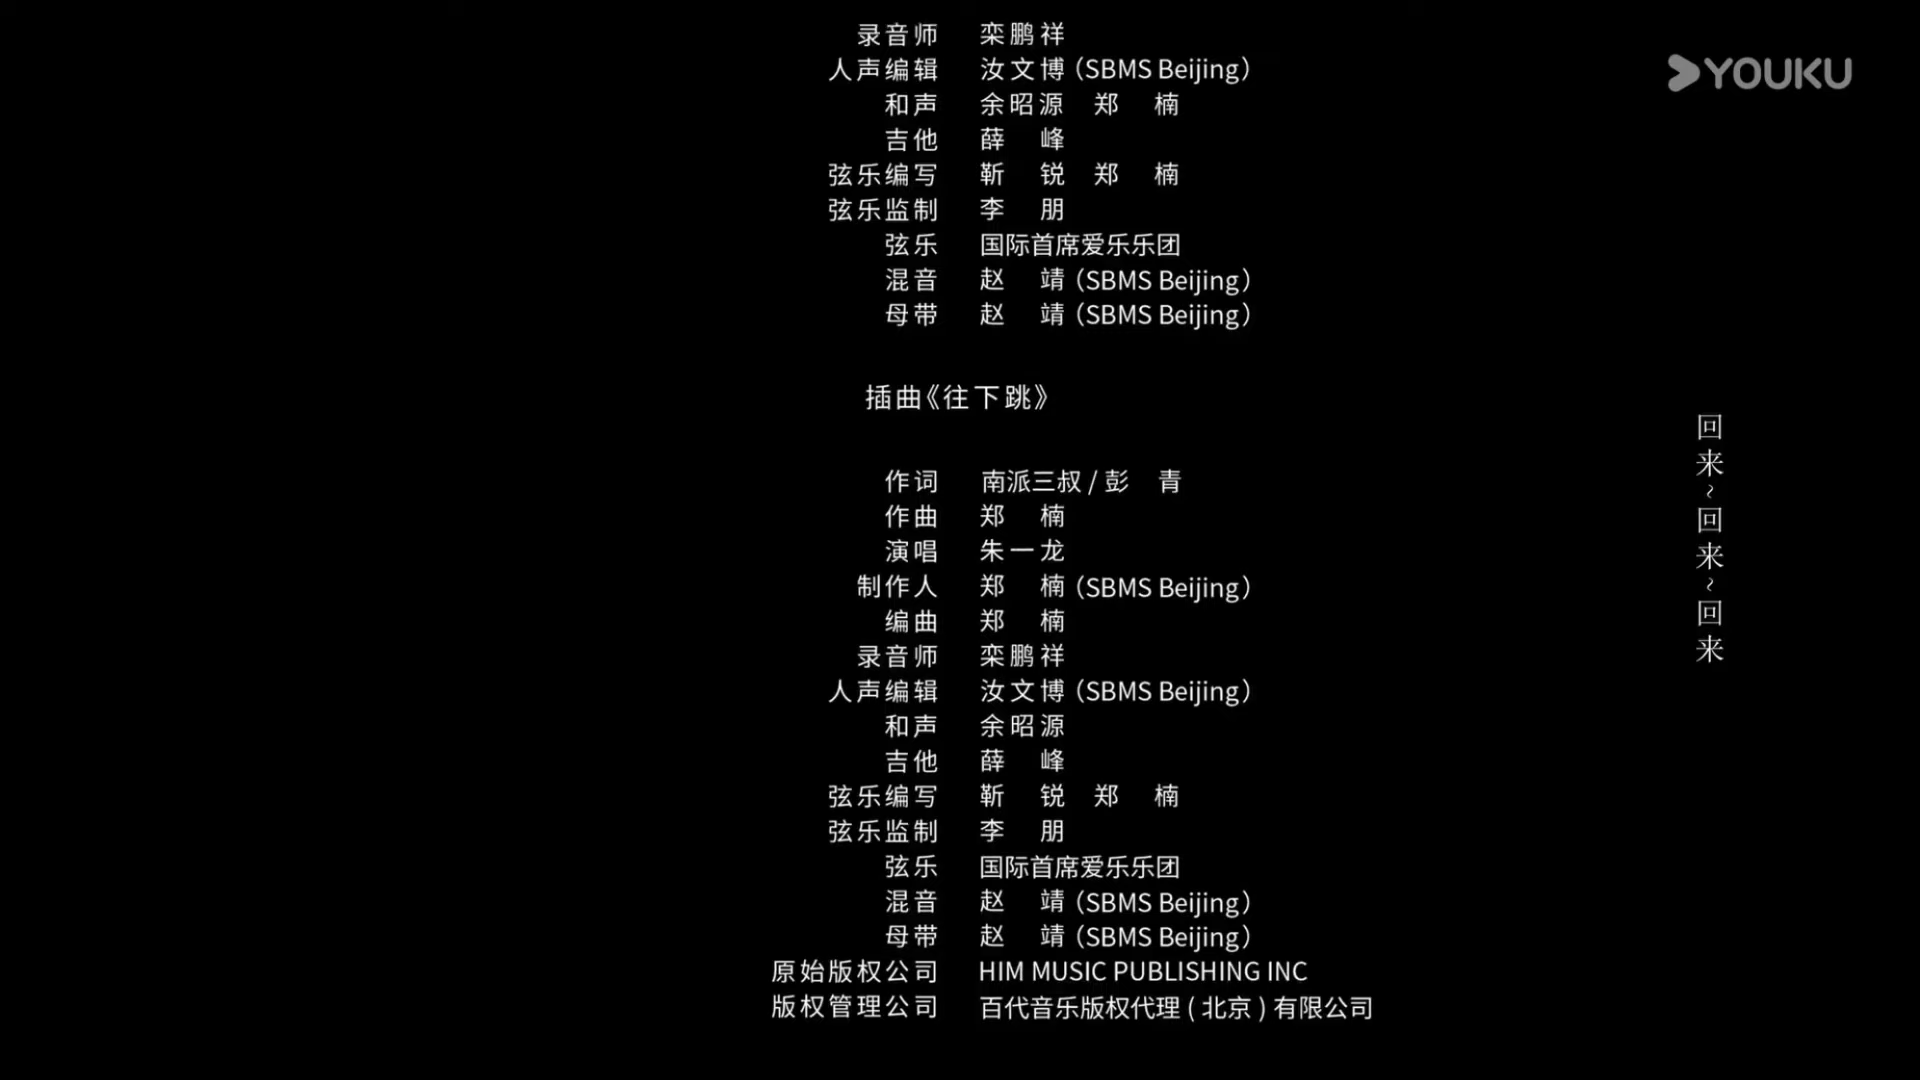 录音师 栾鹏祥
人声编辑 汝文博（SBMS Beijing）
和声 余昭源 郑楠
吉他 薛峰
弦乐编写 靳锐 郑楠
弦乐监制 李朋
弦乐 国际首席爱乐乐团
混音 赵靖（SBMS Beijing）
母带 赵靖（SBMS Beijing）
插曲《往下跳》
作词 南派三叔 / 彭青
作曲 郑楠
演唱 朱一龙
制作人 郑楠（SBMS Beijing）
编曲 郑楠
录音师 栾鹏祥
人声编辑 汝文博（SBMS Beijing）
和声 余昭源
吉他 薛峰
弦乐编写 靳锐 郑楠
弦乐监制 李朋
弦乐 国际首席爱乐乐团
混音 赵靖（SBMS Beijing）
母带 赵靖（SBMS Beijing）
原始版权公司 HIM MUSIC PUBLISHING INC
版权管理公司 百代音乐版权代理 ( 北京 ) 有限公司
YOUKU
回来~回来~回来